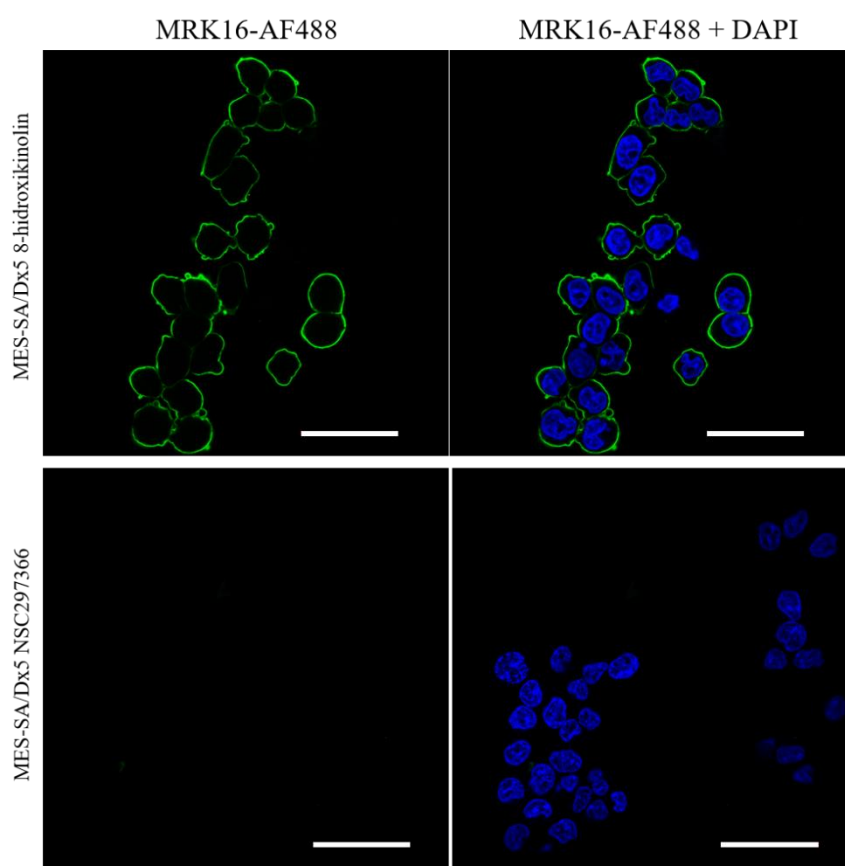 MRK16-AF488
MRK16-AF488 + DAPI
MES-SA/Dx5 8-hidroxikinolin
MES-SA/Dx5 NSC297366